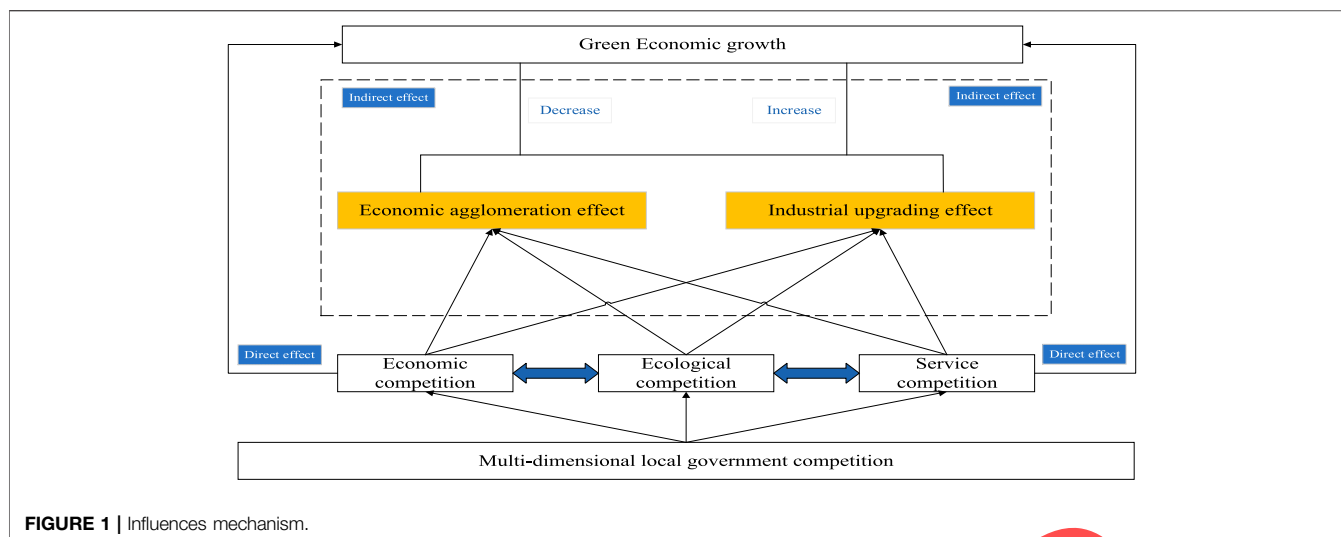 Green Economic growth
Indirect effect
Indirect effect
Decrease
Increase
Economic agglomeration effect
Industrial upgrading effect
Direct effect
Economic
competition
Ecological
competition
Service
competition
Direct effect
Multi-dimensional local government competition
FIGURE 1 | Influences mechanism.